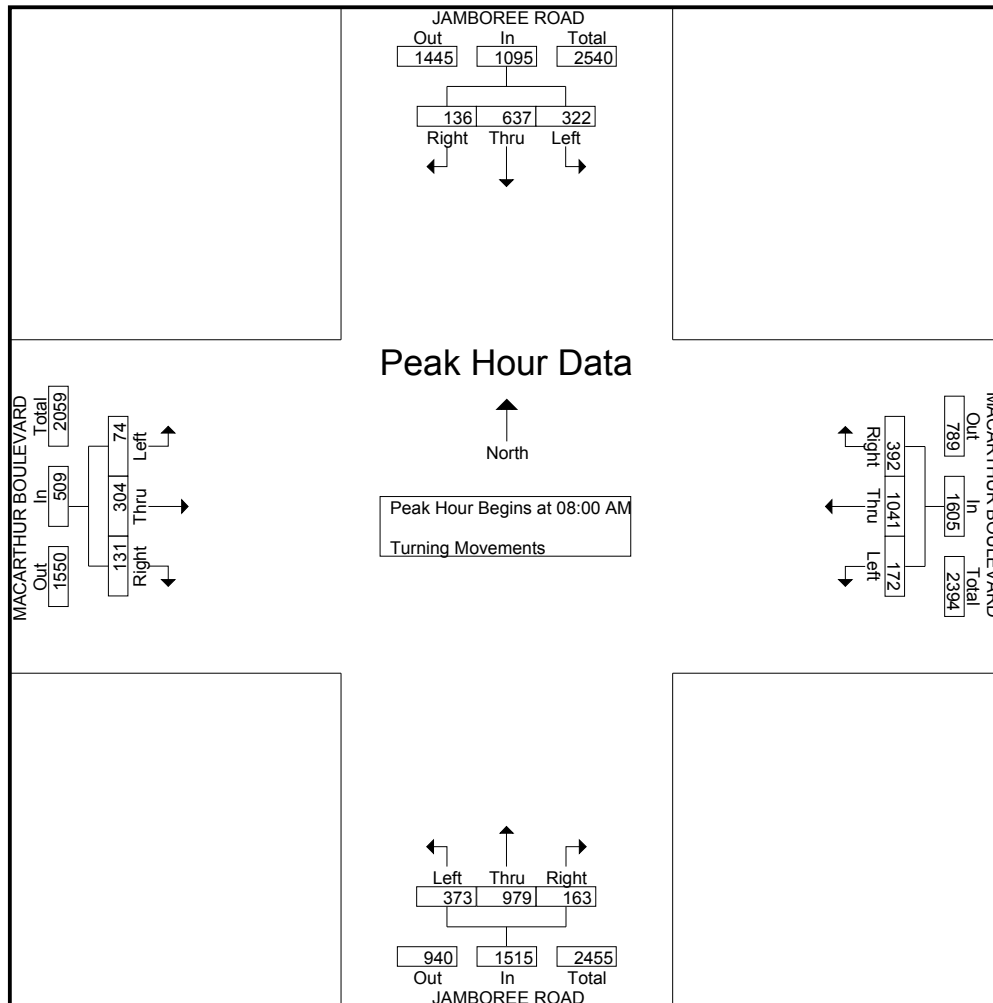 JAMBOREE ROAD
Out In Total
1445 1095 2540
136 637 322
Right Thru Left
Peak Hour Data
North
Peak Hour Begins at 08:00 AM
Turning Movements
MACARTHUR BOULEVARD
Total In Out
2059 509 1550
74 304 131
Left Thru Right
MACARTHUR BOULEVARD
Out In Total
789 1605 2394
392 1041 172
Right Thru Left
Left Thru Right
373 979 163
940 1515 2455
Out In Total
JAMBOREE ROAD